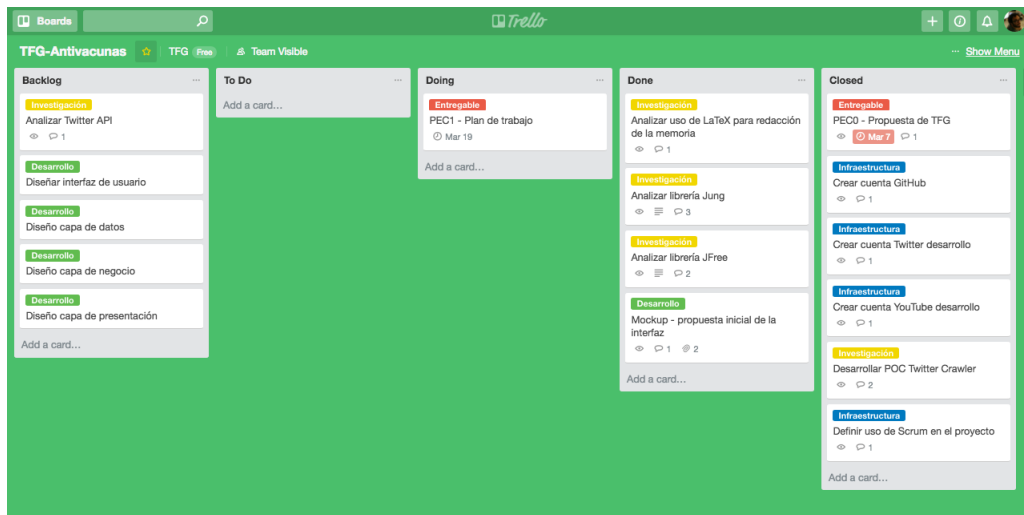 Boards
Trello
TFG-Antivacunas
TFG Free
Team Visible
... Show Menu
Backlog
Investigación
Analizar Twitter API
1
Desarrollo
Diseñar interfaz de usuario
Desarrollo
Diseño capa de datos
Desarrollo
Diseño capa de negocio
Desarrollo
Diseño capa de presentación
Add a card...
To Do
Add a card...
Doing
Entregable
PEC1 - Plan de trabajo
Mar 19
Add a card...
Done
Investigación
Analizar uso de LaTeX para redacción
de la memoria
1
Investigación
Analizar librería Jung
3
Investigación
Analizar librería JFree
2
Desarrollo
Mockup - propuesta inicial de la
interfaz
1 2
Add a card...
Closed
Entregable
PEC0 - Propuesta de TFG
Mar 7 1
Infraestructura
Crear cuenta GitHub
1
Infraestructura
Crear cuenta Twitter desarrollo
1
Infraestructura
Crear cuenta YouTube desarrollo
1
Investigación
Desarrollar POC Twitter Crawler
2
Infraestructura
Definir uso de Scrum en el proyecto
1
Add a card...